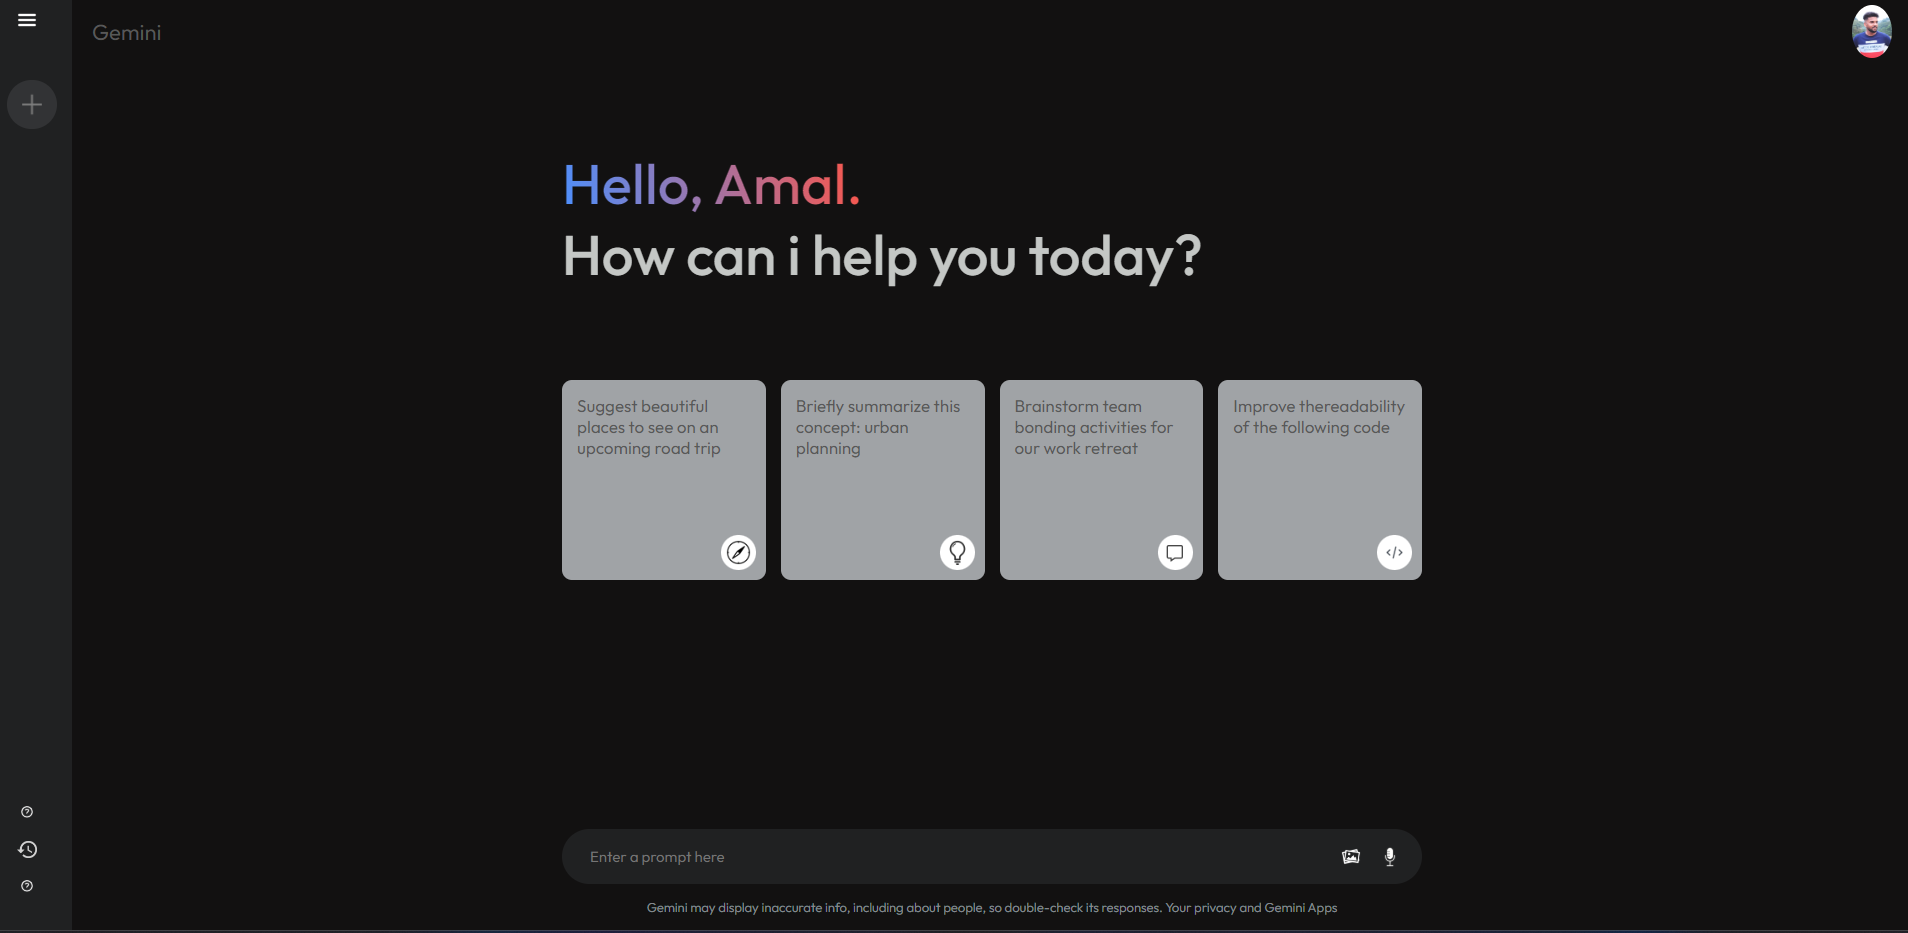 Gemini
Hello, Amal.
How can i help you today?
Suggest beautiful
places to see on an
upcoming road trip
Briefly summarize this
concept: urban
planning
Brainstorm team
bonding activities for
our work retreat
Improve thereadability
of the following code
Enter a prompt here
Gemini may display inaccurate info, including about people, so double-check its responses. Your privacy and Gemini Apps